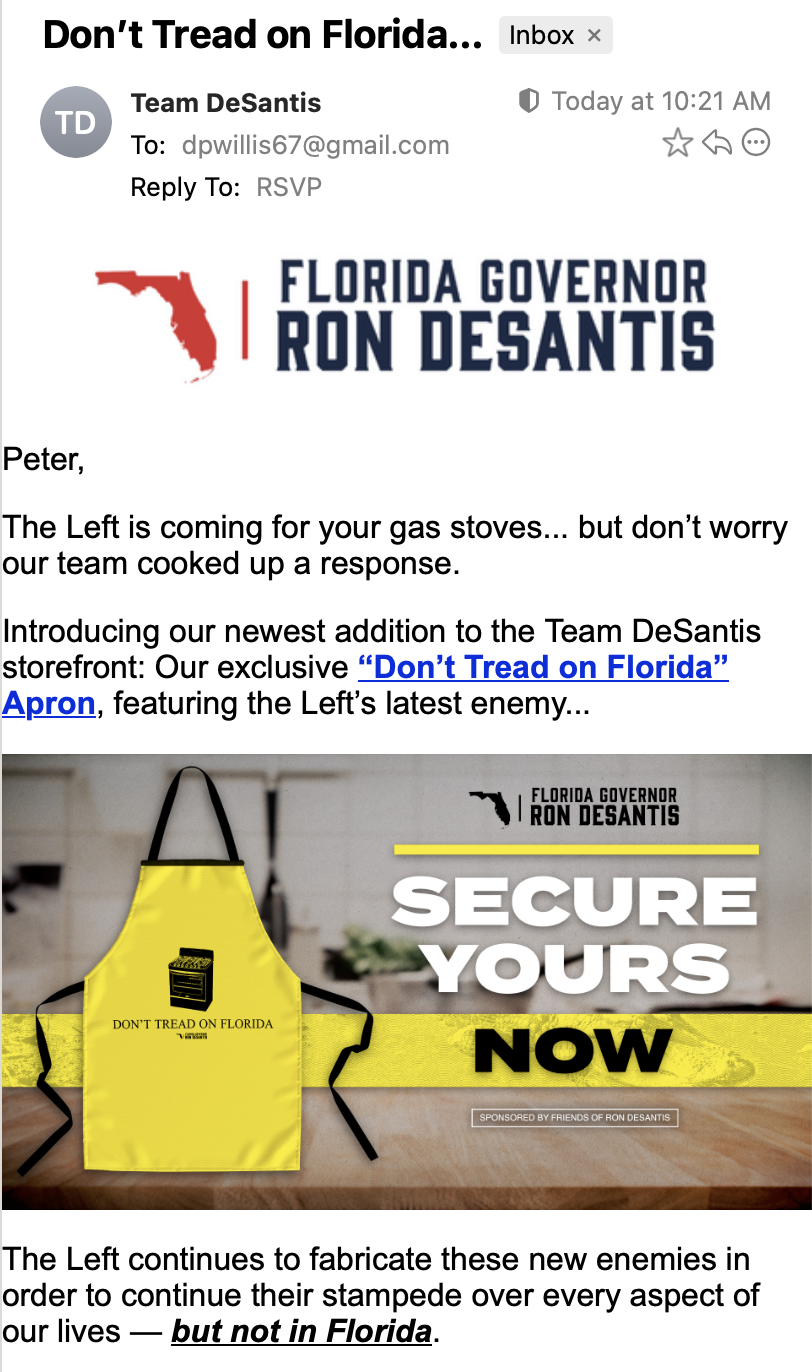 Don’t Tread on Florida...
Inbox ×
TD
Team DeSantis
Today at 10:21 AM
To: dpwillis67@gmail.com
Reply To: RSVP
FLORIDA GOVERNOR
RON DESANTIS
Peter,
The Left is coming for your gas stoves... but don’t worry
our team cooked up a response.
Introducing our newest addition to the Team DeSantis
storefront: Our exclusive “Don’t Tread on Florida”
Apron, featuring the Left’s latest enemy...
FLORIDA GOVERNOR
RON DESANTIS
SECURE
YOURS
NOW
SPONSORED BY FRIENDS OF RON DESANTIS
DON’T TREAD ON FLORIDA
RON DESANTIS
The Left continues to fabricate these new enemies in
order to continue their stampede over every aspect of
our lives — but not in Florida.